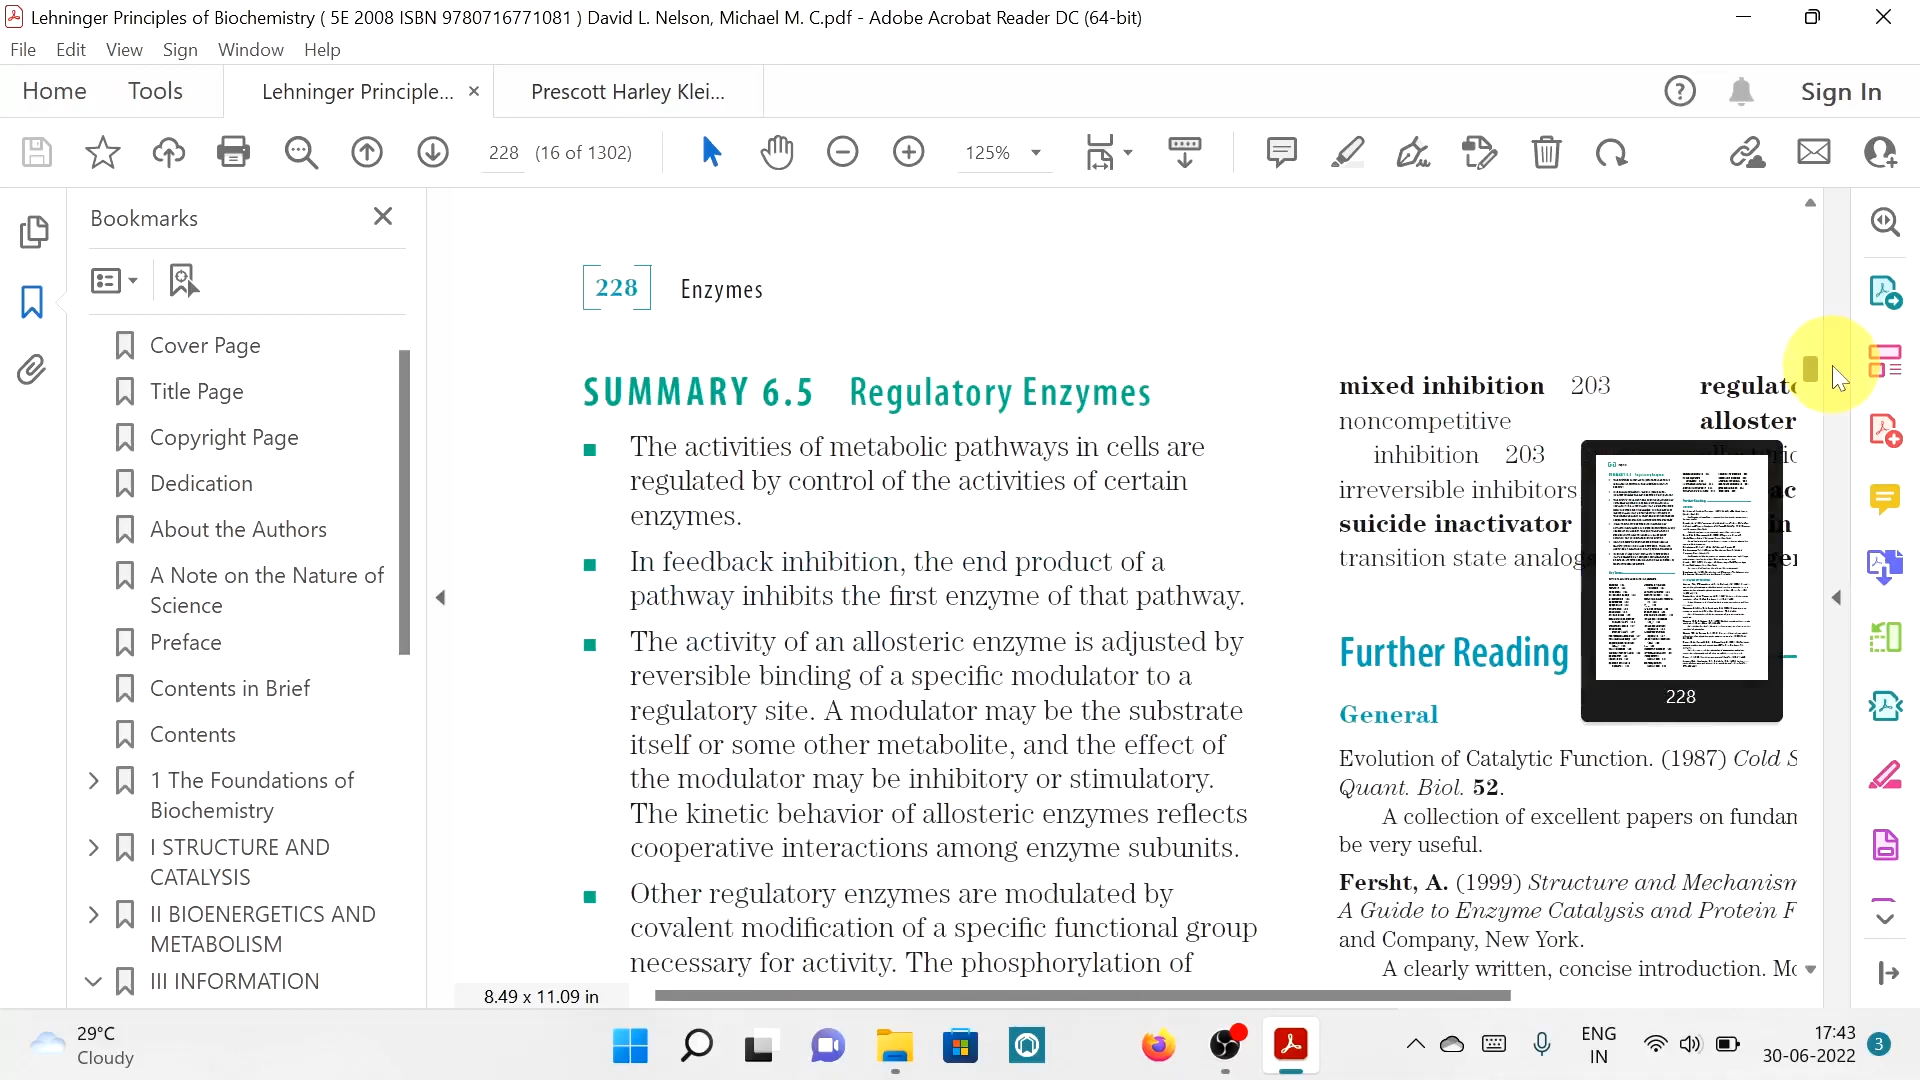 Lehninger Principles of Biochemistry ( 5E 2008 ISBN 9780716771081 ) David L. Nelson, Michael M. C.pdf - Adobe Acrobat Reader DC (64-bit)
File Edit View Sign Window Help
Home Tools Lehninger Principle... Prescott Harley Klei... Sign In
228 (16 of 1302) 125%
Bookmarks
Cover Page
Title Page
Copyright Page
Dedication
About the Authors
A Note on the Nature of
Science
Preface
Contents in Brief
Contents
1 The Foundations of
Biochemistry
I STRUCTURE AND
CATALYSIS
II BIOENERGETICS AND
METABOLISM
III INFORMATION
228 Enzymes
SUMMARY 6.5 Regulatory Enzymes
The activities of metabolic pathways in cells are
regulated by control of the activities of certain
enzymes.
In feedback inhibition, the end product of a
pathway inhibits the first enzyme of that pathway.
The activity of an allosteric enzyme is adjusted by
reversible binding of a specific modulator to a
regulatory site. A modulator may be the substrate
itself or some other metabolite, and the effect of
the modulator may be inhibitory or stimulatory.
The kinetic behavior of allosteric enzymes reflects
cooperative interactions among enzyme subunits.
Other regulatory enzymes are modulated by
covalent modification of a specific functional group
necessary for activity. The phosphorylation of
mixed inhibition 203
noncompetitive
inhibition 203
irreversible inhibitors
suicide inactivator
transition state analogs
regulat
alloster
Further Reading
General
Evolution of Catalytic Function. (1987) Cold S
Quant. Biol. 52.
A collection of excellent papers on fundam
be very useful.
Fersht, A. (1999) Structure and Mechanism
A Guide to Enzyme Catalysis and Protein F
and Company, New York.
A clearly written, concise introduction. Mo
228
8.49 x 11.09 in
29°C
Cloudy
ENG
IN
17:43
30-06-2022
3